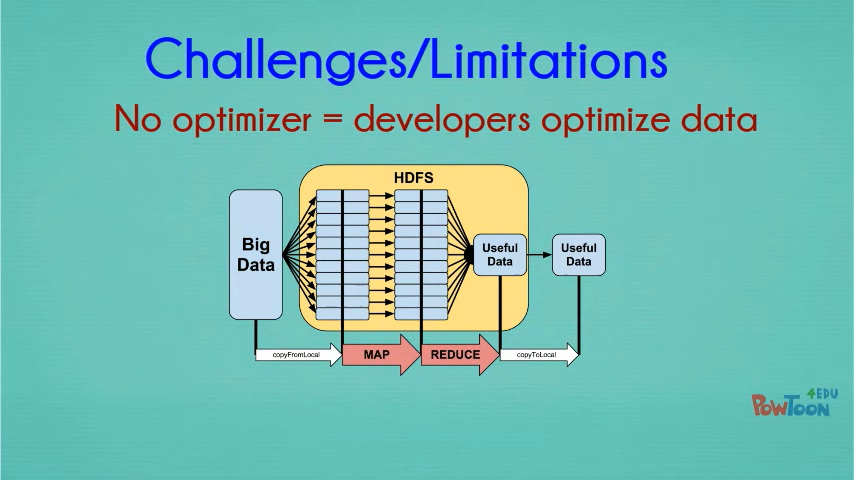 Challenges/Limitations
No optimizer = developers optimize data
HDFS
Big
Data
Useful
Data
Useful
Data
copyFromLocal
MAP
REDUCE
copyToLocal
4EDU
POWTOON